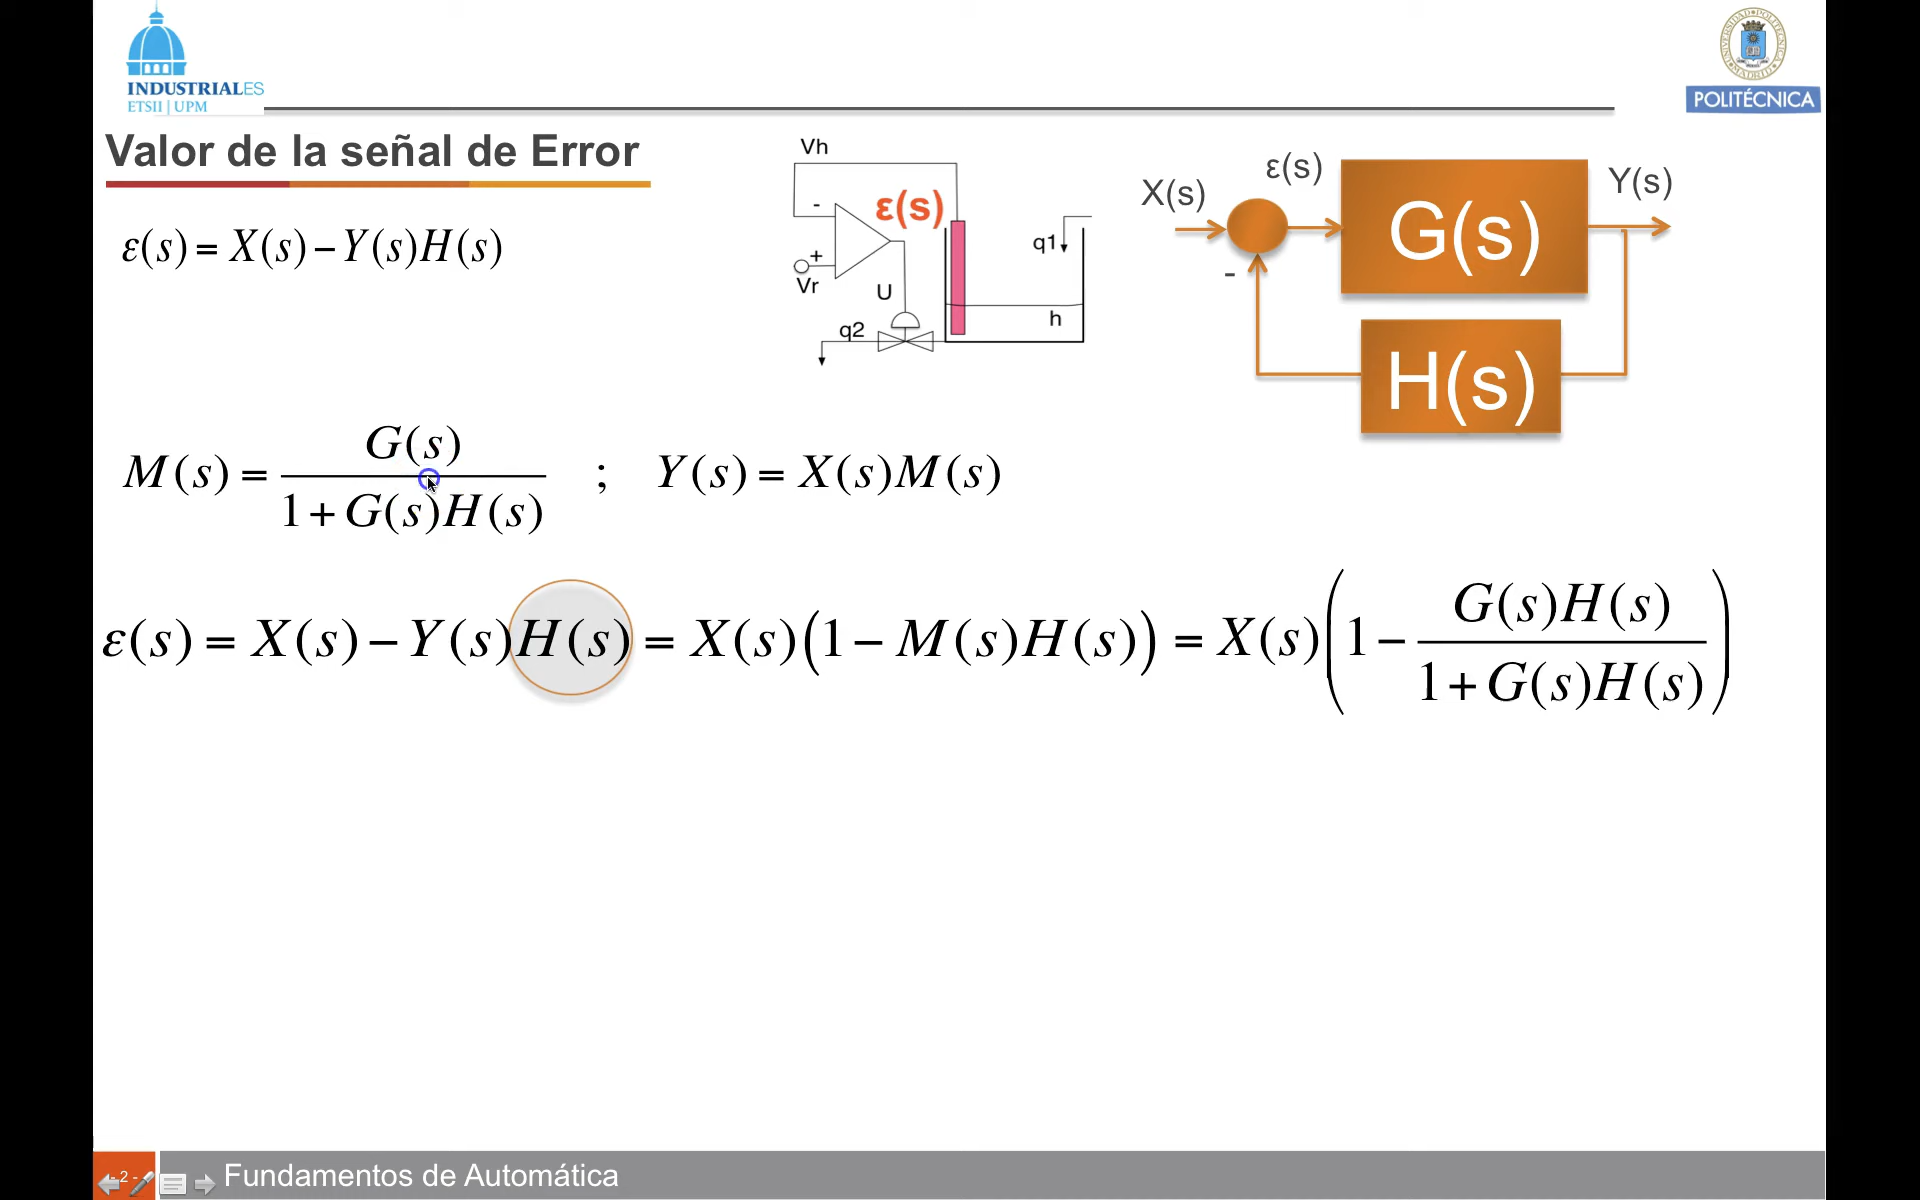 INDUSTRIALES
ETSII | UPM
POLITÉCNICA
Valor de la señal de Error
ε(s) = X(s) − Y(s)H(s)
Vh
-
ε(s)
+
Vr
U
q1
q2
h
X(s)
ε(s)
Y(s)
-
G(s)
H(s)
M(s) = G(s) / 1 + G(s)H(s) ; Y(s) = X(s)M(s)
ε(s) = X(s) − Y(s)H(s) = X(s)(1 − M(s)H(s)) = X(s)(1 − G(s)H(s) / 1 + G(s)H(s))
- 2 -
Fundamentos de Automática